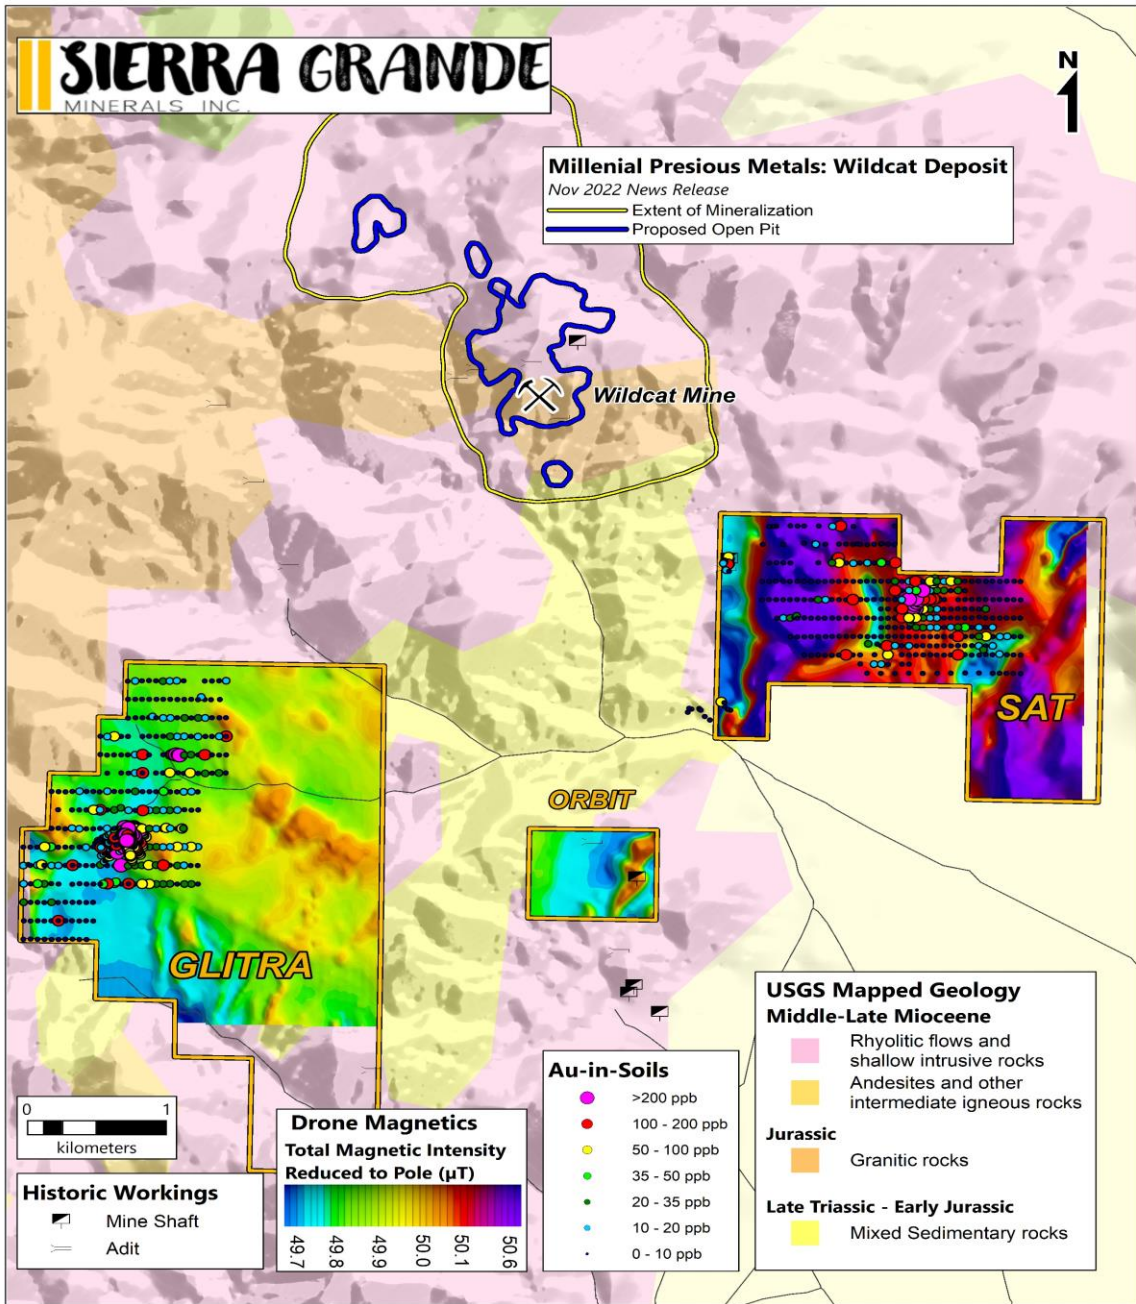 SIERRA GRANDE
MINERALS INC.
N
Millenial Presious Metals: Wildcat Deposit
Nov 2022 News Release
Extent of Mineralization
Proposed Open Pit
Wildcat Mine
SAT
ORBIT
GLITRA
0 1
kilometers
Historic Workings
Mine Shaft
Adit
Drone Magnetics
Total Magnetic Intensity
Reduced to Pole (µT)
49.7 49.8 49.9 50.0 50.1 50.6
Au-in-Soils
>200 ppb
100 - 200 ppb
50 - 100 ppb
35 - 50 ppb
20 - 35 ppb
10 - 20 ppb
0 - 10 ppb
USGS Mapped Geology
Middle-Late Mioceene
Rhyolitic flows and
shallow intrusive rocks
Andesites and other
intermediate igneous rocks
Jurassic
Granitic rocks
Late Triassic - Early Jurassic
Mixed Sedimentary rocks